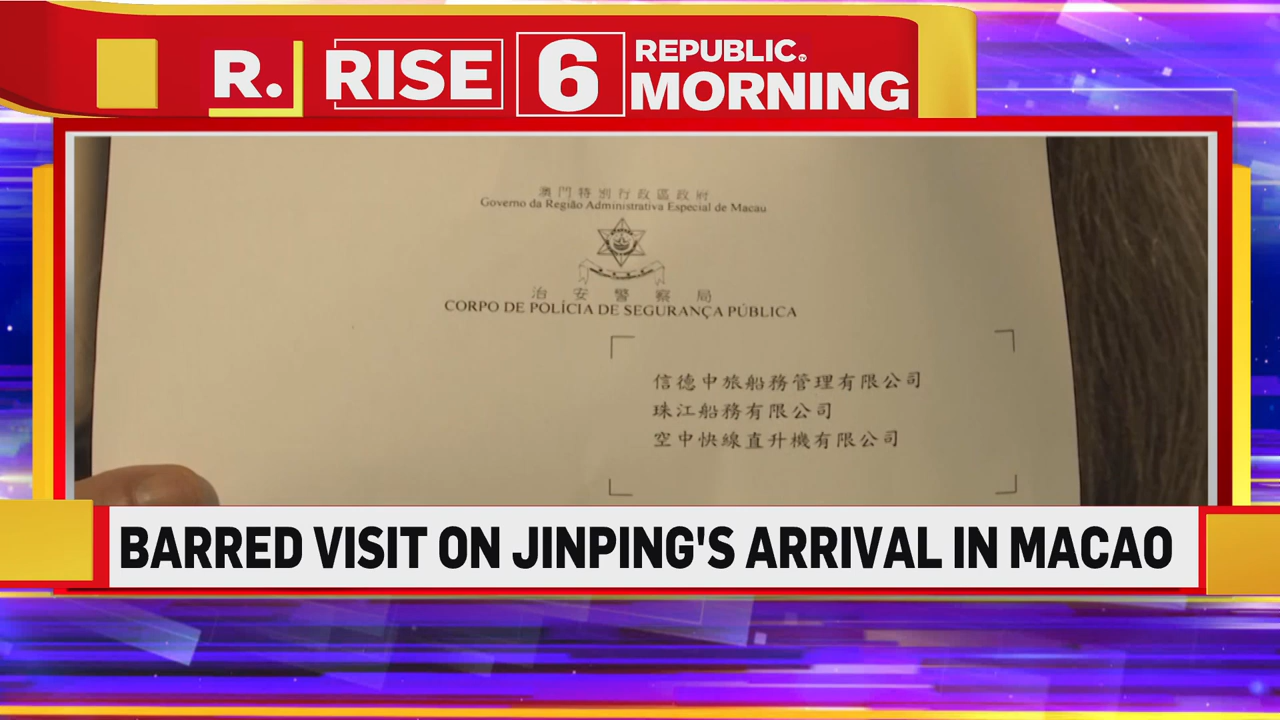 R. RISE 6 REPUBLIC. MORNING
澳門特別行政區政府
Governo da Região Administrativa Especial de Macau
治安警察局
CORPO DE POLÍCIA DE SEGURANÇA PÚBLICA
信德中旅船務管理有限公司
珠江船務有限公司
空中快線直升機有限公司
BARRED VISIT ON JINPING'S ARRIVAL IN MACAO